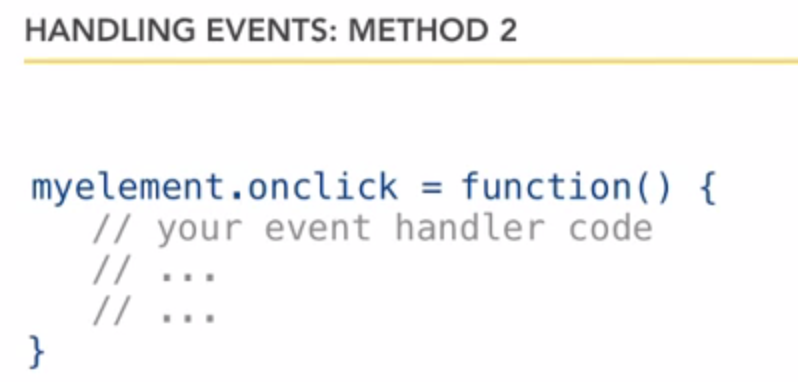 HANDLING EVENTS: METHOD 2
myelement.onclick = function() {
// your event handler code
// ...
// ...
}